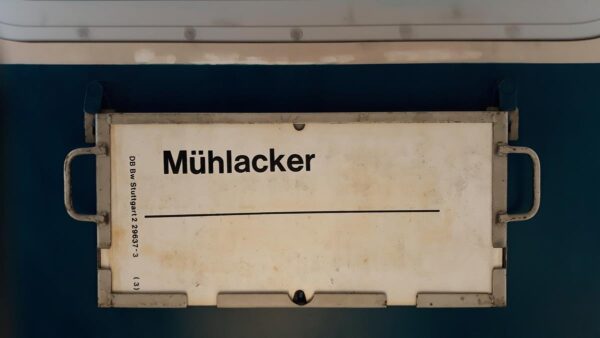 Mühlacker
DB Bw Stuttgart 2 29637-3 (3)